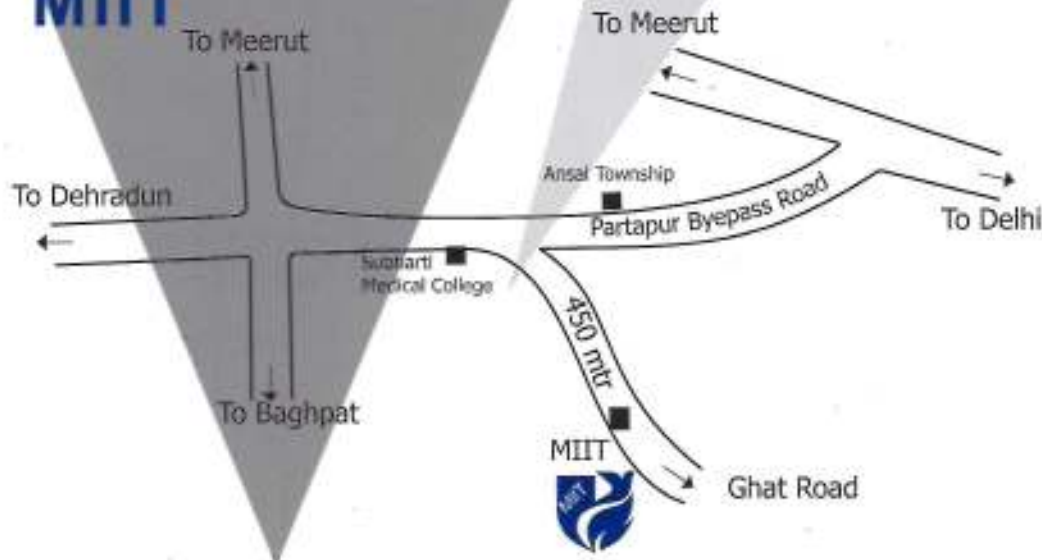 MIIT
To Meerut
To Meerut
Ansal Township
To Dehradun
Partapur Byepass Road
To Delhi
Subharti
Medical College
450 mtr
To Baghpat
MIIT
MIIT
Ghat Road